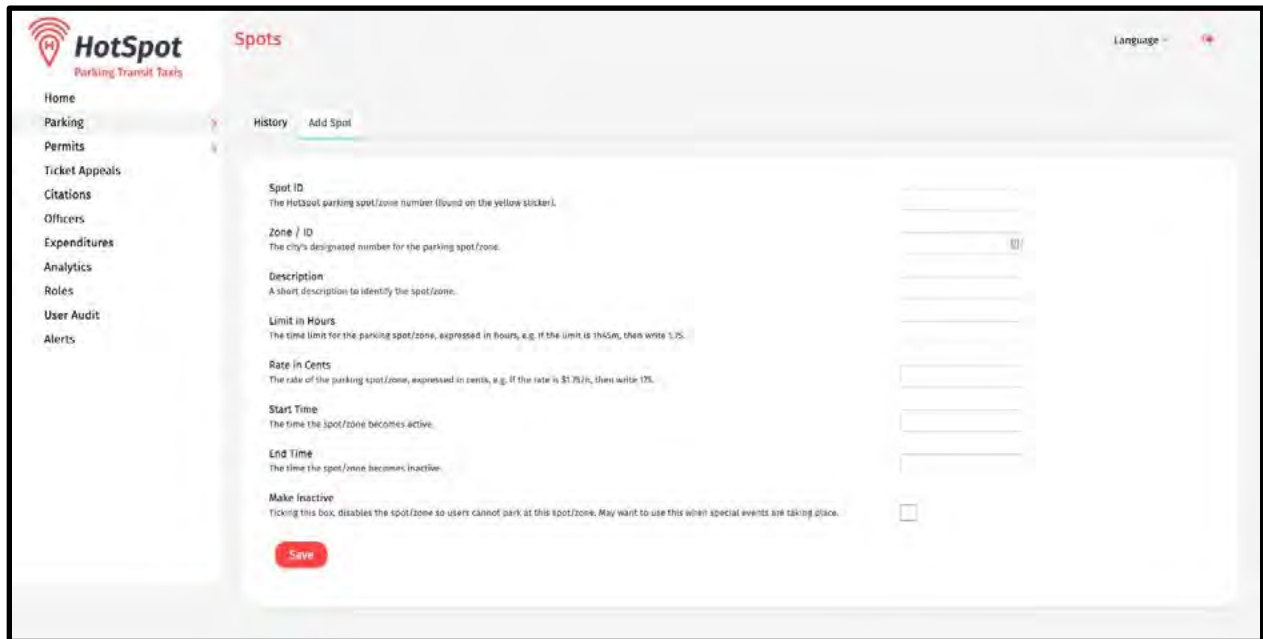 HotSpot
Parking Transit Taxis
Spots
Language
Home
Parking
Permits
Ticket Appeals
Citations
Officers
Expenditures
Analytics
Roles
User Audit
Alerts
History Add Spot
Spot ID
The HotSpot parking spot/zone number (found on the yellow sticker).
Zone / ID
The city's designated number for the parking spot/zone.
Description
A short description to identify the spot/zone.
Limit in Hours
The time limit for the parking spot/zone, expressed in hours, e.g. if the limit is 1h45m, then write 1.75.
Rate in Cents
The rate of the parking spot/zone, expressed in cents, e.g. if the rate is $1.75/h, then write 175.
Start Time
The time the spot/zone becomes active.
End Time
The time the spot/zone becomes inactive.
Make Inactive
Ticking this box, disables the spot/zone so users cannot park at this spot/zone. May want to use this when special events are taking place.
Save